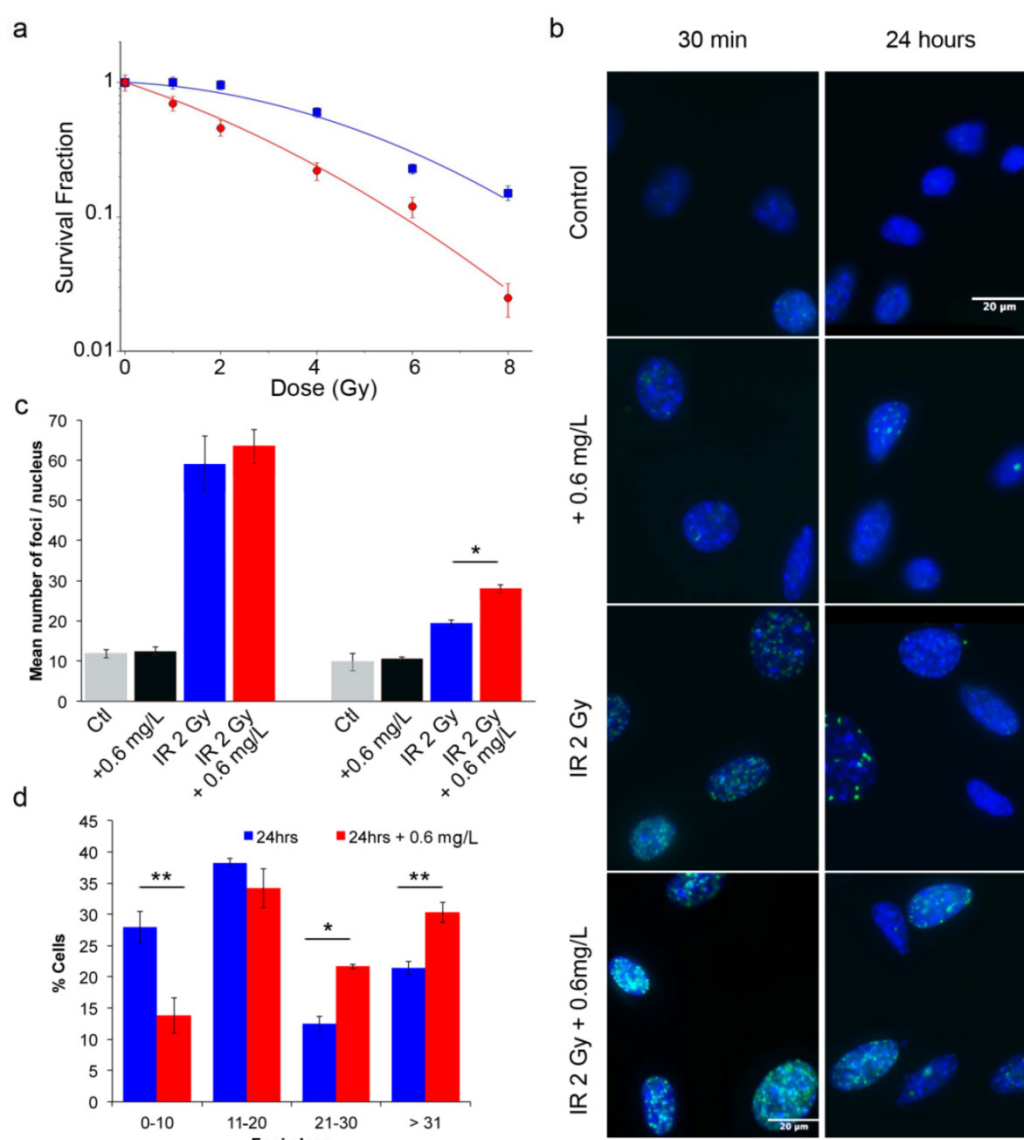 a
Survival Fraction
1
0.1
0.01
0
2
4
6
8
Dose (Gy)
b
30 min
24 hours
Control
20 µm
+ 0.6 mg/L
IR 2 Gy
IR 2 Gy + 0.6mg/L
20 µm
c
Mean number of foci / nucleus
70
60
50
40
30
20
10
0
*
Ctl
+0.6 mg/L
IR 2 Gy
IR 2 Gy
+ 0.6 mg/L
Ctl
+0.6 mg/L
IR 2 Gy
IR 2 Gy
+ 0.6 mg/L
d
% Cells
45
40
35
30
25
20
15
10
5
0
24hrs
24hrs + 0.6 mg/L
**
*
**
0-10
11-20
21-30
> 31